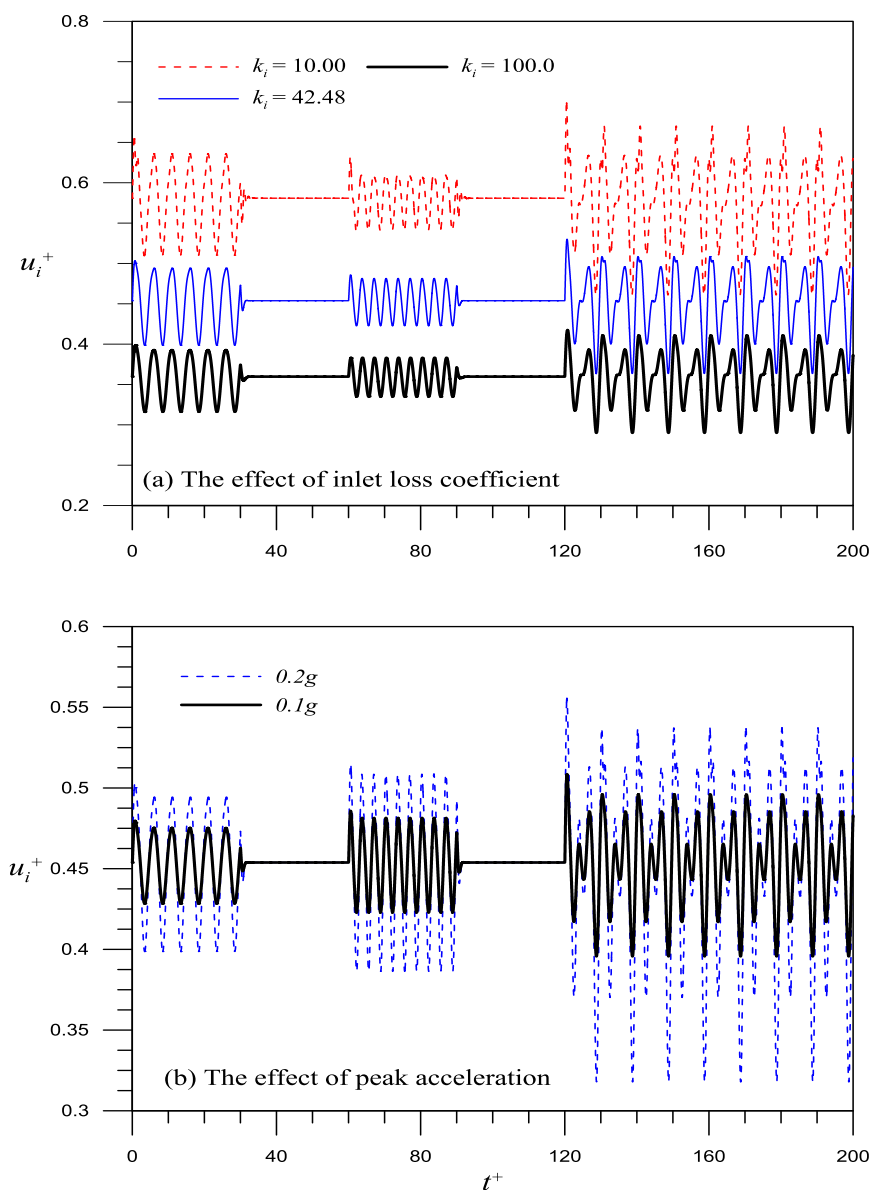 0.8
k_i = 10.00 k_i = 100.0
k_i = 42.48
0.6
u_i^+
0.4
(a) The effect of inlet loss coefficient
0.2
0 40 80 120 160 200
0.6
0.2g
0.1g
0.55
0.5
0.45
u_i^+
0.4
0.35
(b) The effect of peak acceleration
0.3
0 40 80 120 160 200
t^+